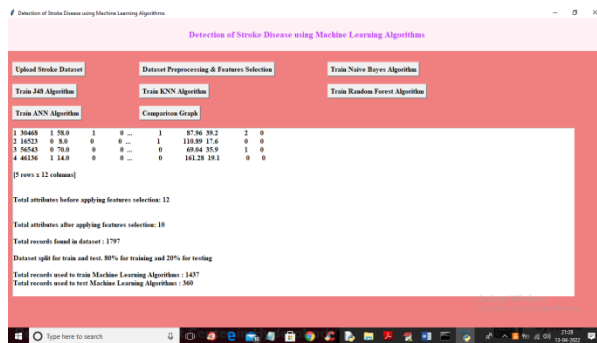 Detection of Stroke Disease using Machine Learning Algorithms
Detection of Stroke Disease using Machine Learning Algorithms
Upload Stroke Dataset
Dataset Preprocessing & Features Selection
Train Naive Bayes Algorithm
Train J48 Algorithm
Train KNN Algorithm
Train Random Forest Algorithm
Train ANN Algorithm
Comparison Graph
1 30468 1 58.0 1 0 ... 1 87.96 39.2 2 0
2 16523 0 8.0 0 0 ... 1 110.89 17.6 0 0
3 56543 0 70.0 0 0 ... 0 69.04 35.9 1 0
4 46136 1 14.0 0 0 ... 0 161.28 19.1 0 0
[5 rows x 12 columns]
Total attributes before applying features selection: 12
Total attributes after applying features selection: 10
Total records found in dataset : 1797
Dataset split for train and test. 80% for training and 20% for testing
Total records used to train Machine Learning Algorithms : 1437
Total records used to test Machine Learning Algorithms : 360
Type here to search
21:28
12-04-2022